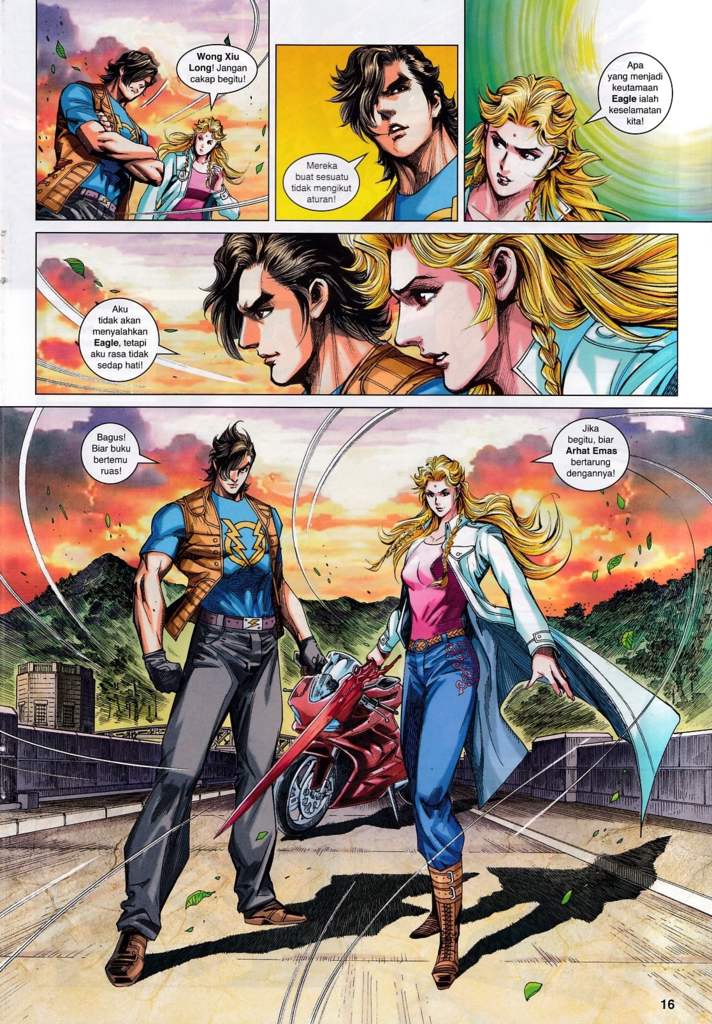 Wong Xiu
Long! Jangan
cakap begitu!
Mereka
buat sesuatu
tidak mengikut
aturan!
Apa
yang menjadi
keutamaan
Eagle ialah
keselamatan
kita!
Aku
tidak akan
menyalahkan
Eagle, tetapi
aku rasa tidak
sedap hati!
Bagus!
Biar buku
bertemu
ruas!
Jika
begitu, biar
Arhat Emas
bertarung
dengannya!
16